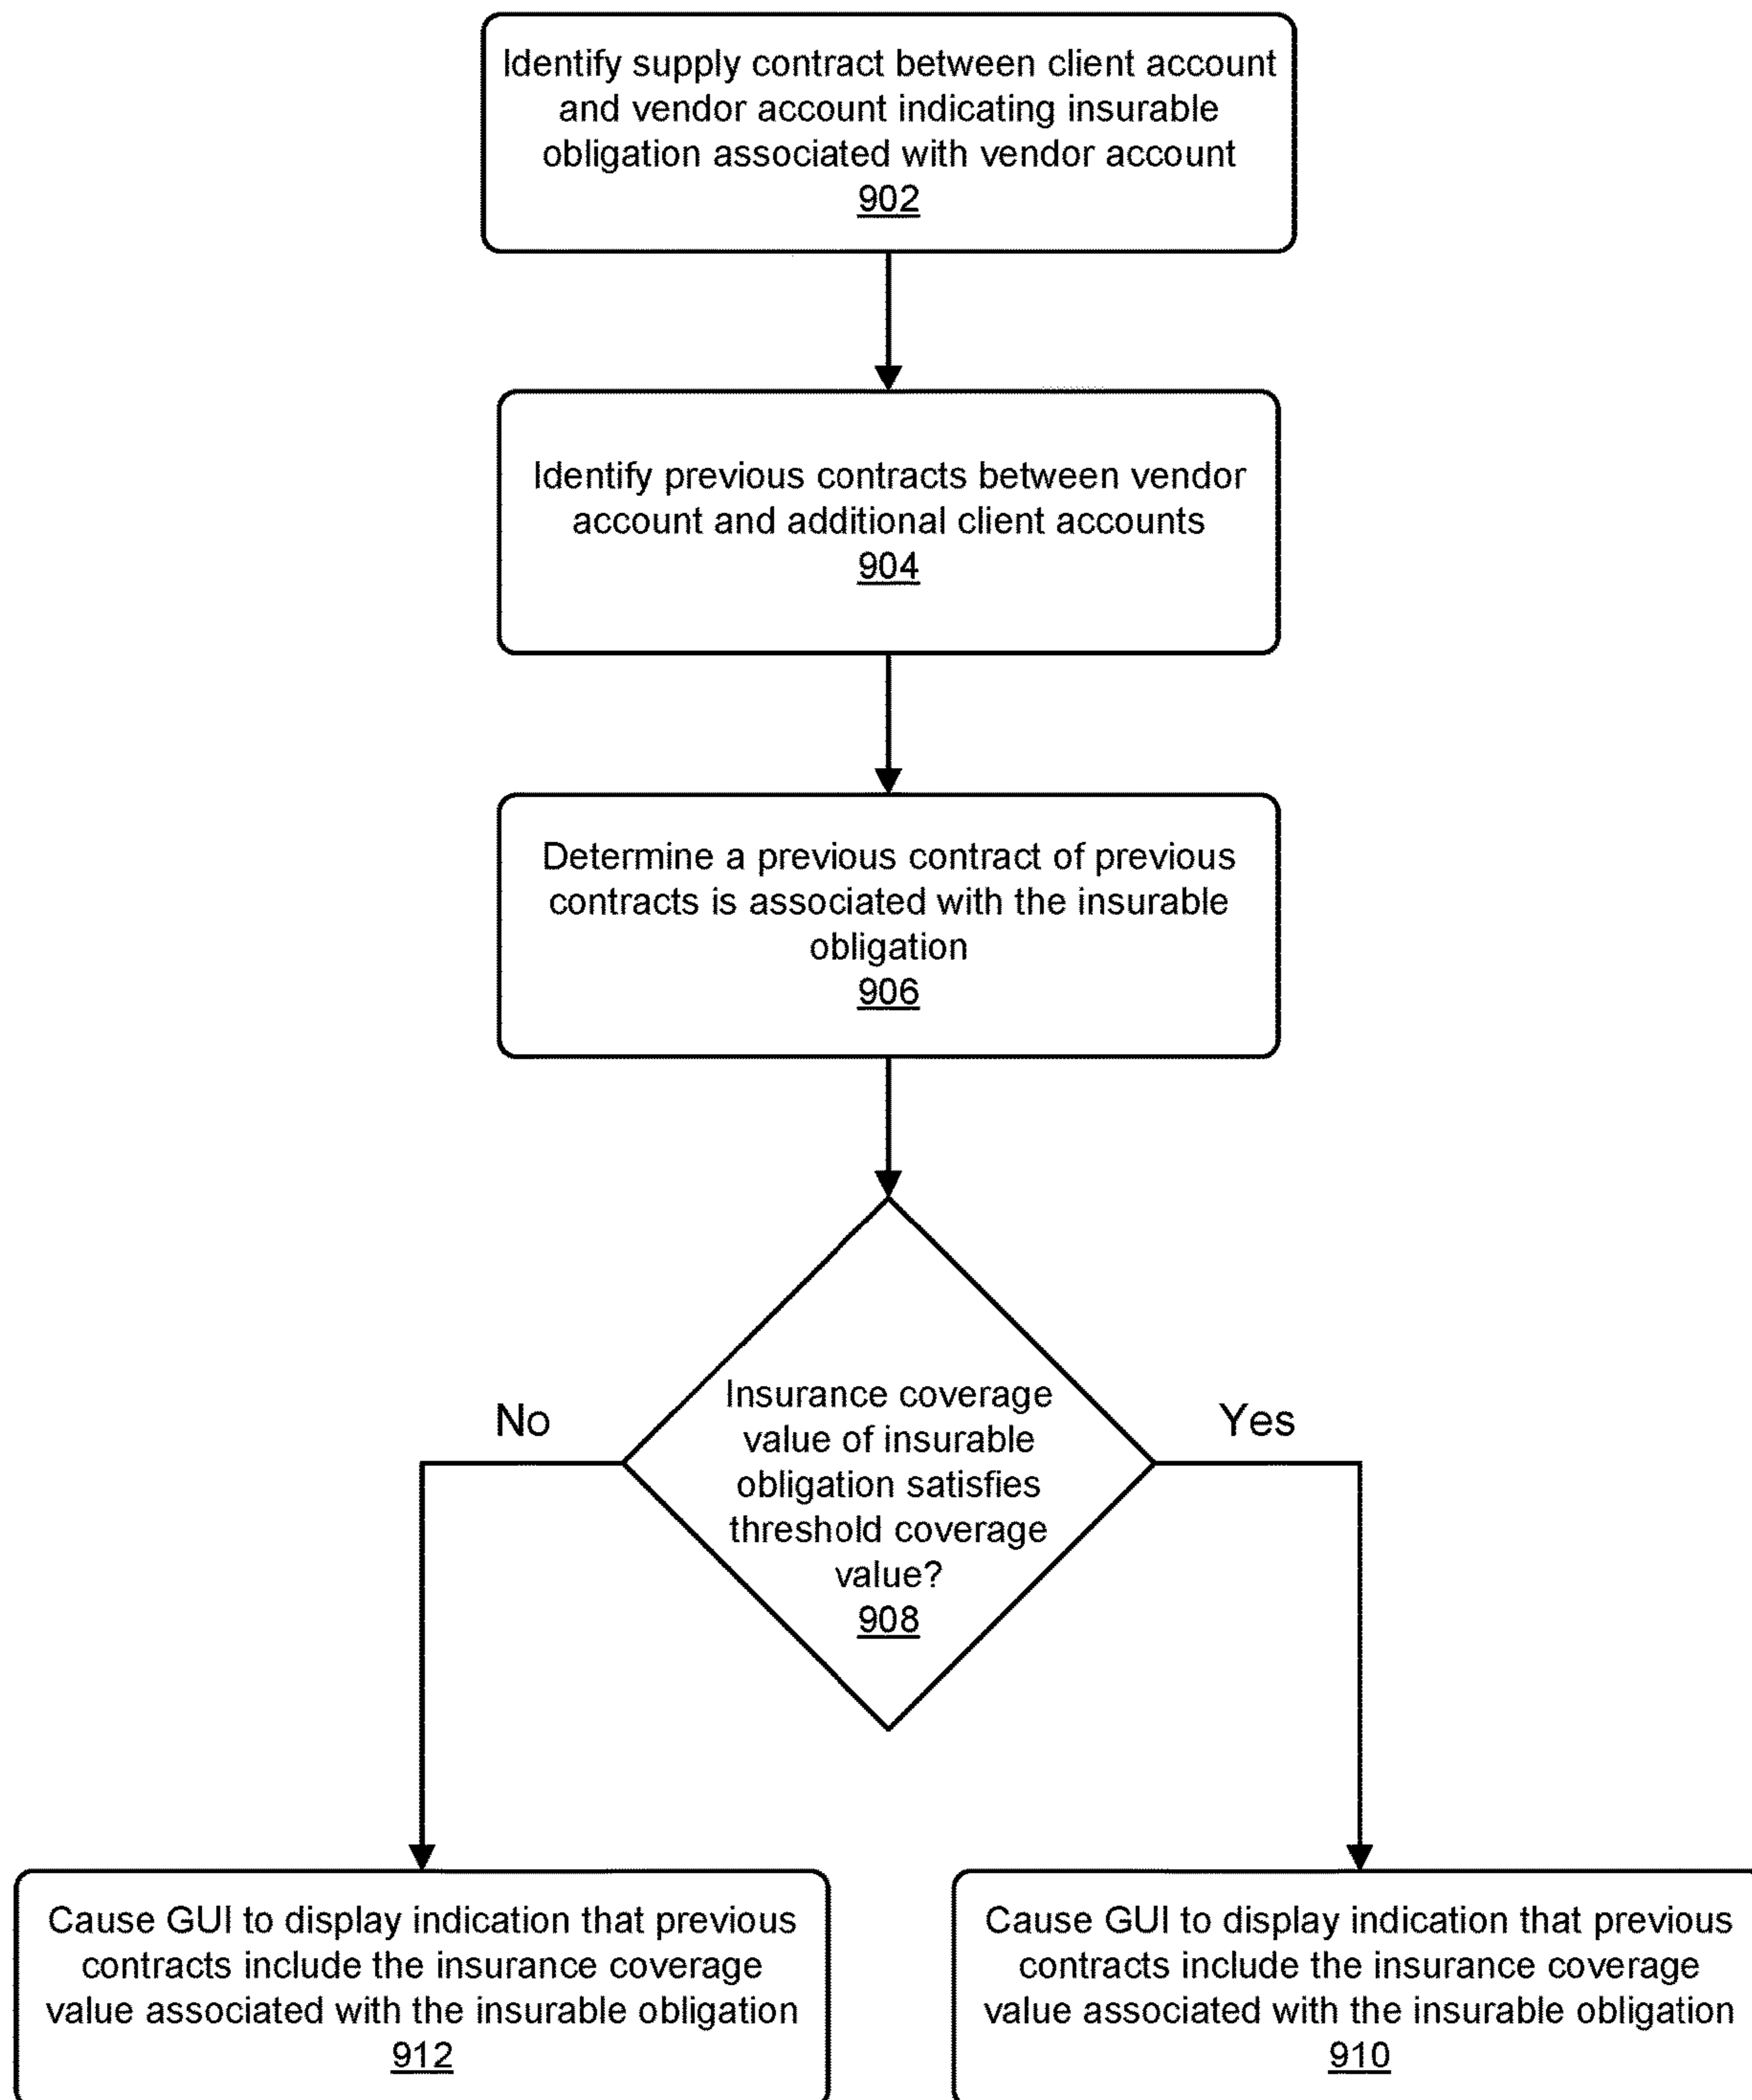 Identify supply contract between client account
and vendor account indicating insurable
obligation associated with vendor account
902
Identify previous contracts between vendor
account and additional client accounts
904
Determine a previous contract of previous
contracts is associated with the insurable
obligation
906
Insurance coverage
value of insurable
obligation satisfies
threshold coverage
value?
908
No
Yes
Cause GUI to display indication that previous
contracts include the insurance coverage
value associated with the insurable obligation
912
Cause GUI to display indication that previous
contracts include the insurance coverage
value associated with the insurable obligation
910